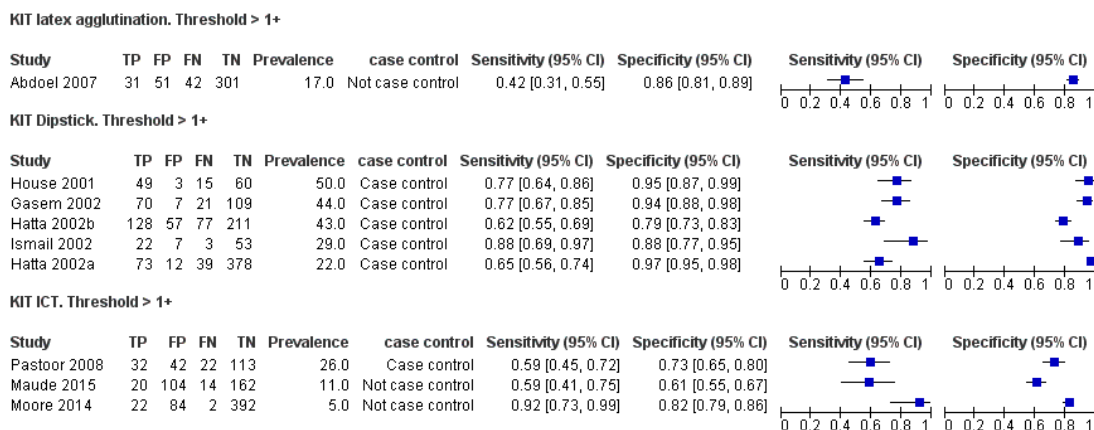 KIT latex agglutination. Threshold > 1+
Study TP FP FN TN Prevalence case control Sensitivity (95% CI) Specificity (95% CI) Sensitivity (95% CI) Specificity (95% CI)
Abdoel 2007 31 51 42 301 17.0 Not case control 0.42 [0.31, 0.55] 0.86 [0.81, 0.89]
0 0.2 0.4 0.6 0.8 1 0 0.2 0.4 0.6 0.8 1
KIT Dipstick. Threshold > 1+
Study TP FP FN TN Prevalence case control Sensitivity (95% CI) Specificity (95% CI) Sensitivity (95% CI) Specificity (95% CI)
House 2001 49 3 15 60 50.0 Case control 0.77 [0.64, 0.86] 0.95 [0.87, 0.99]
Gasem 2002 70 7 21 109 44.0 Case control 0.77 [0.67, 0.85] 0.94 [0.88, 0.98]
Hatta 2002b 128 57 77 211 43.0 Case control 0.62 [0.55, 0.69] 0.79 [0.73, 0.83]
Ismail 2002 22 7 3 53 29.0 Case control 0.88 [0.69, 0.97] 0.88 [0.77, 0.95]
Hatta 2002a 73 12 39 378 22.0 Case control 0.65 [0.56, 0.74] 0.97 [0.95, 0.98]
0 0.2 0.4 0.6 0.8 1 0 0.2 0.4 0.6 0.8 1
KIT ICT. Threshold > 1+
Study TP FP FN TN Prevalence case control Sensitivity (95% CI) Specificity (95% CI) Sensitivity (95% CI) Specificity (95% CI)
Pastoor 2008 32 42 22 113 26.0 Case control 0.59 [0.45, 0.72] 0.73 [0.65, 0.80]
Maude 2015 20 104 14 162 11.0 Not case control 0.59 [0.41, 0.75] 0.61 [0.55, 0.67]
Moore 2014 22 84 2 392 5.0 Not case control 0.92 [0.73, 0.99] 0.82 [0.79, 0.86]
0 0.2 0.4 0.6 0.8 1 0 0.2 0.4 0.6 0.8 1